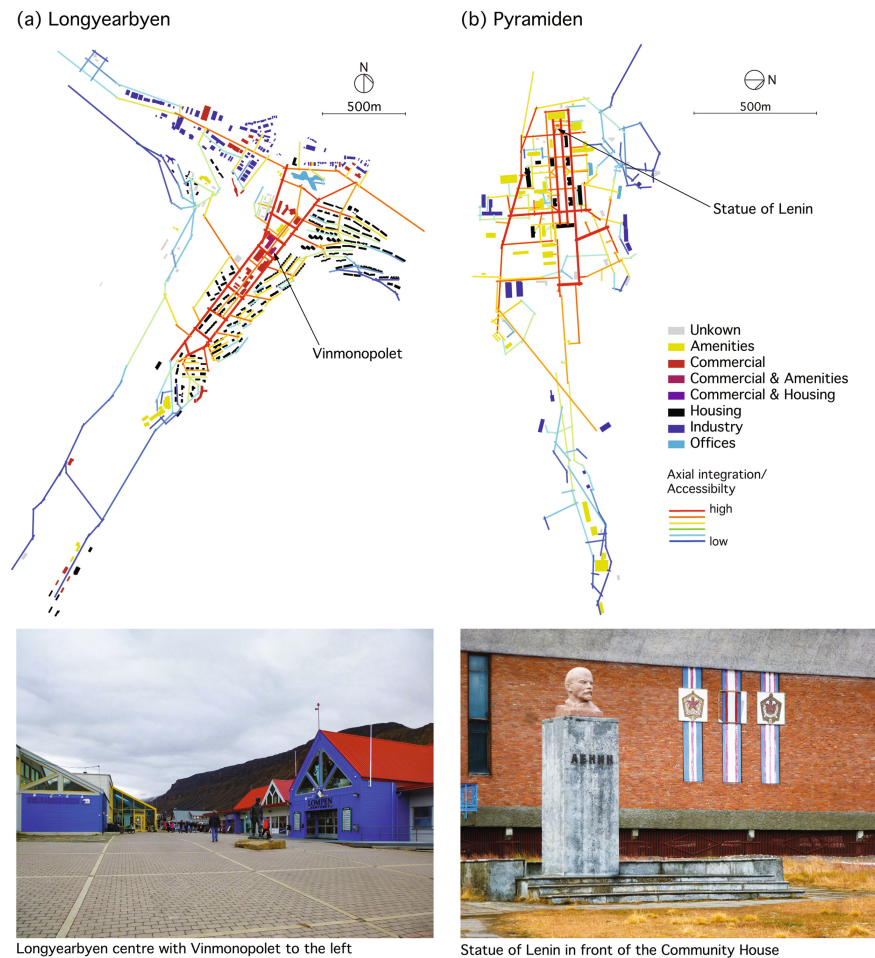 (a) Longyearbyen
(b) Pyramiden
N
500m
N
500m
Statue of Lenin
Vinmonopolet
Unkown
Amenities
Commercial
Commercial & Amenities
Commercial & Housing
Housing
Industry
Offices
Axial integration/
Accessibilty
high
low
LOMPEN
ЛЕНИН
Longyearbyen centre with Vinmonopolet to the left
Statue of Lenin in front of the Community House